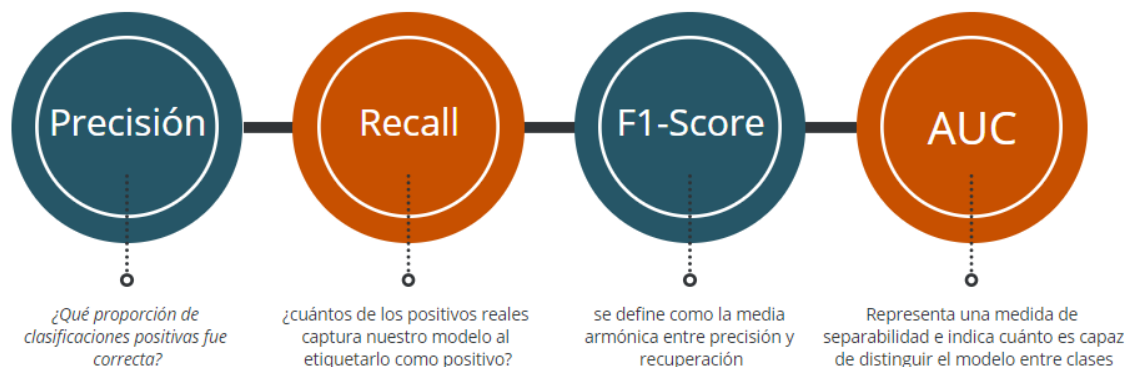 Precisión
Recall
F1-Score
AUC
¿Qué proporción de
clasificaciones positivas fue
correcta?
¿cuántos de los positivos reales
captura nuestro modelo al
etiquetarlo como positivo?
se define como la media
armónica entre precisión y
recuperación
Representa una medida de
separabilidad e indica cuánto es capaz
de distinguir el modelo entre clases